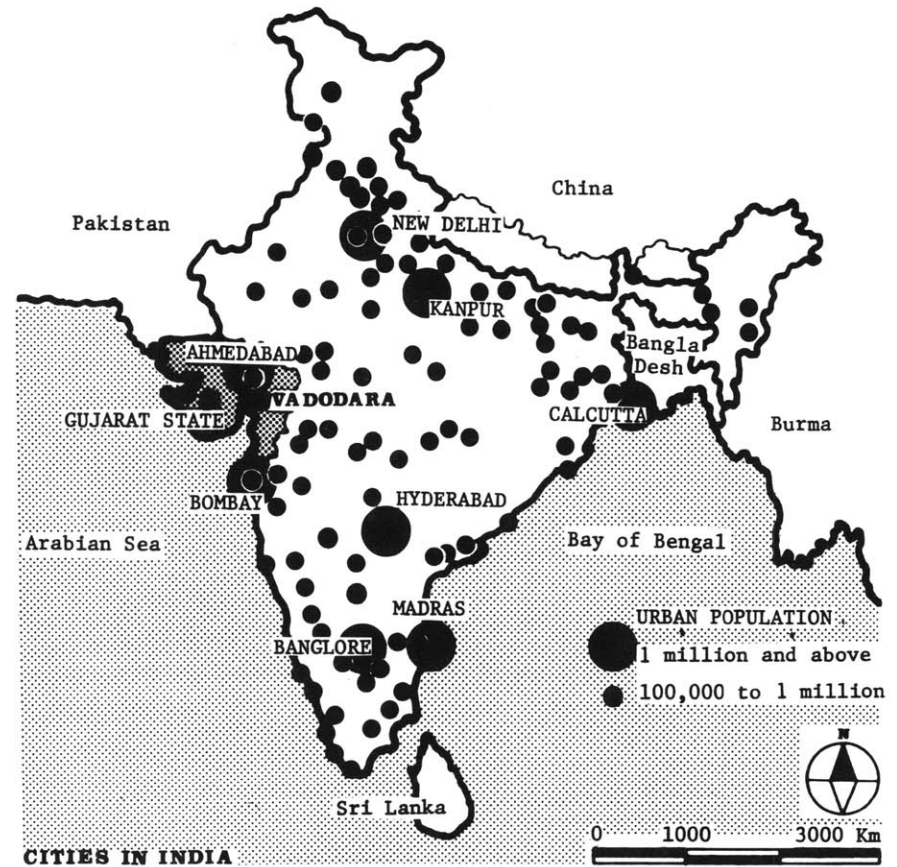 China
Pakistan
NEW DELHI
KANPUR
AHMEDABAD
Bangla
Desh
VADODARA
CALCUTTA
GUJARAT STATE
Burma
BOMBAY
HYDERABAD
Arabian Sea
Bay of Bengal
MADRAS
URBAN POPULATION
BANGLORE
1 million and above
100,000 to 1 million
N
Sri Lanka
0 1000 3000 Km
CITIES IN INDIA